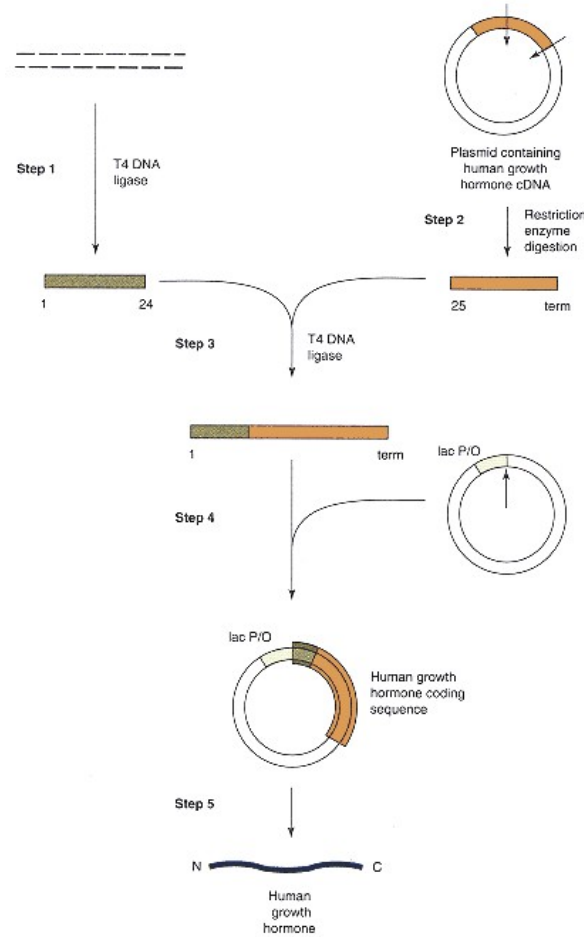 Plasmid containing
human growth
hormone cDNA
Step 1
T4 DNA
ligase
Step 2
Restriction
enzyme
digestion
1
24
25
term
Step 3
T4 DNA
ligase
1
term
lac P/O
Step 4
lac P/O
Human growth
hormone coding
sequence
Step 5
N
C
Human
growth
hormone